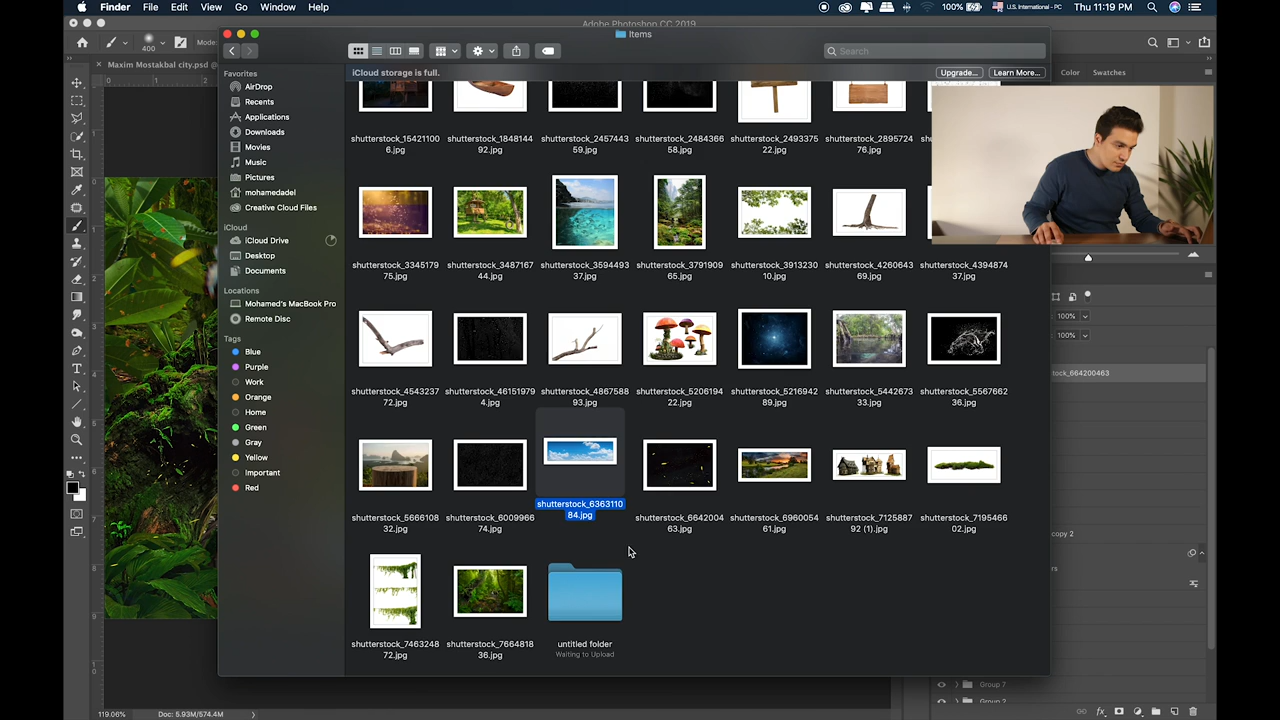 Finder File Edit View Go Window Help
100% U.S. International - PC Thu 11:19 PM
Adobe Photoshop CC 2019
Items
400 Mode:
Search
Maxim Mostakbal city.psd @
iCloud storage is full. Upgrade... Learn More...
Color Swatches
Favorites
AirDrop
Recents
Applications
Downloads
Movies
Music
Pictures
mohamedadel
Creative Cloud Files
iCloud
iCloud Drive
Desktop
Documents
Locations
Mohamed's MacBook Pro
Remote Disc
Tags
Blue
Purple
Work
Orange
Home
Green
Gray
Yellow
Important
Red
shutterstock_15421100
6.jpg
shutterstock_1848144
92.jpg
shutterstock_2457443
59.jpg
shutterstock_2484366
58.jpg
shutterstock_2493375
22.jpg
shutterstock_2895724
76.jpg
shutterstock_3345179
75.jpg
shutterstock_3487167
44.jpg
shutterstock_3594493
37.jpg
shutterstock_3791909
65.jpg
shutterstock_3913230
10.jpg
shutterstock_4260643
69.jpg
shutterstock_4394874
37.jpg
shutterstock_4543237
72.jpg
shutterstock_46151979
4.jpg
shutterstock_4867588
93.jpg
shutterstock_5206194
22.jpg
shutterstock_5216942
89.jpg
shutterstock_5442673
33.jpg
shutterstock_5567662
36.jpg
shutterstock_566108
32.jpg
shutterstock_6009966
74.jpg
shutterstock_6363110
84.jpg
shutterstock_6642004
63.jpg
shutterstock_6960054
61.jpg
shutterstock_7125887
92 (1).jpg
shutterstock_7195466
02.jpg
shutterstock_7463248
72.jpg
shutterstock_7664818
36.jpg
untitled folder
Waiting to Upload
100%
100%
stock_664200463
copy 2
Group 7
119.06% Doc: 5.93M/574.4M